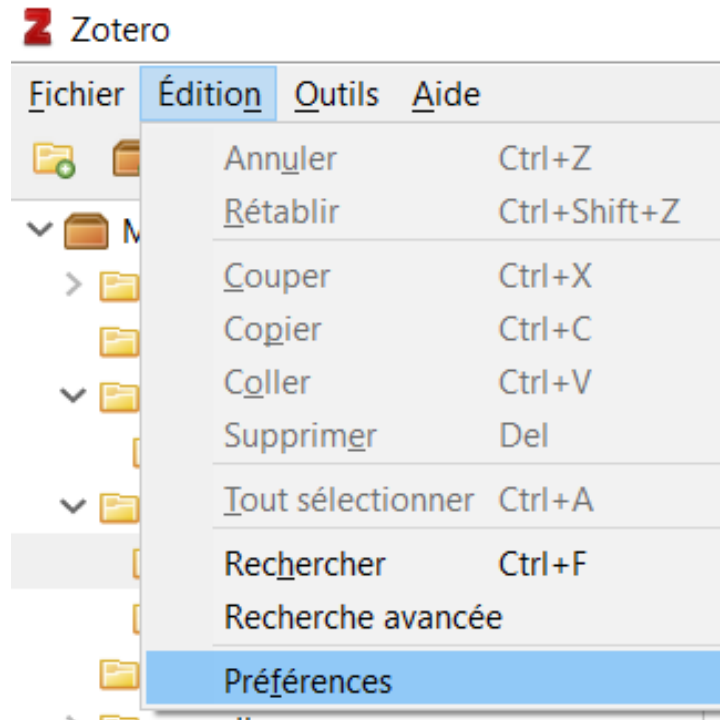 Zotero
Fichier Édition Outils Aide
Annuler Ctrl+Z
Rétablir Ctrl+Shift+Z
Couper Ctrl+X
Copier Ctrl+C
Coller Ctrl+V
Supprimer Del
Tout sélectionner Ctrl+A
Rechercher Ctrl+F
Recherche avancée
Préférences